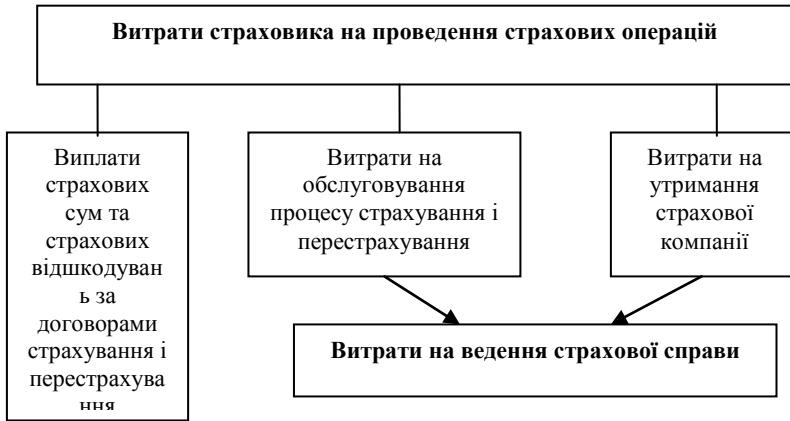 Витрати страховика на проведення страхових операцій
Виплати
страхових
сум та
страхових
відшкодуван
ь за
договорами
страхування і
перестрахува
ння
Витрати на
обслуговування
процесу страхування і
перестрахування
Витрати на
утримання
страхової
компанії
Витрати на ведення страхової справи